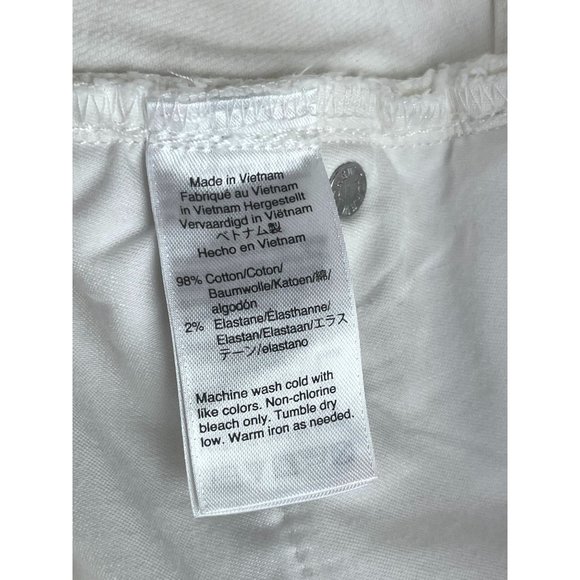 Made in Vietnam
Fabriqué au Vietnam
in Vietnam Hergestellt
Vervaardigd in Viëtnam
ベトナム製
Hecho en Vietnam
98% Cotton/Coton/
Baumwolle/Katoen/綿/
algodón
2% Elastane/Élasthanne/
Elastan/Elastaan/エラス
テーン/elastano
Machine wash cold with
like colors. Non-chlorine
bleach only. Tumble dry
low. Warm iron as needed.